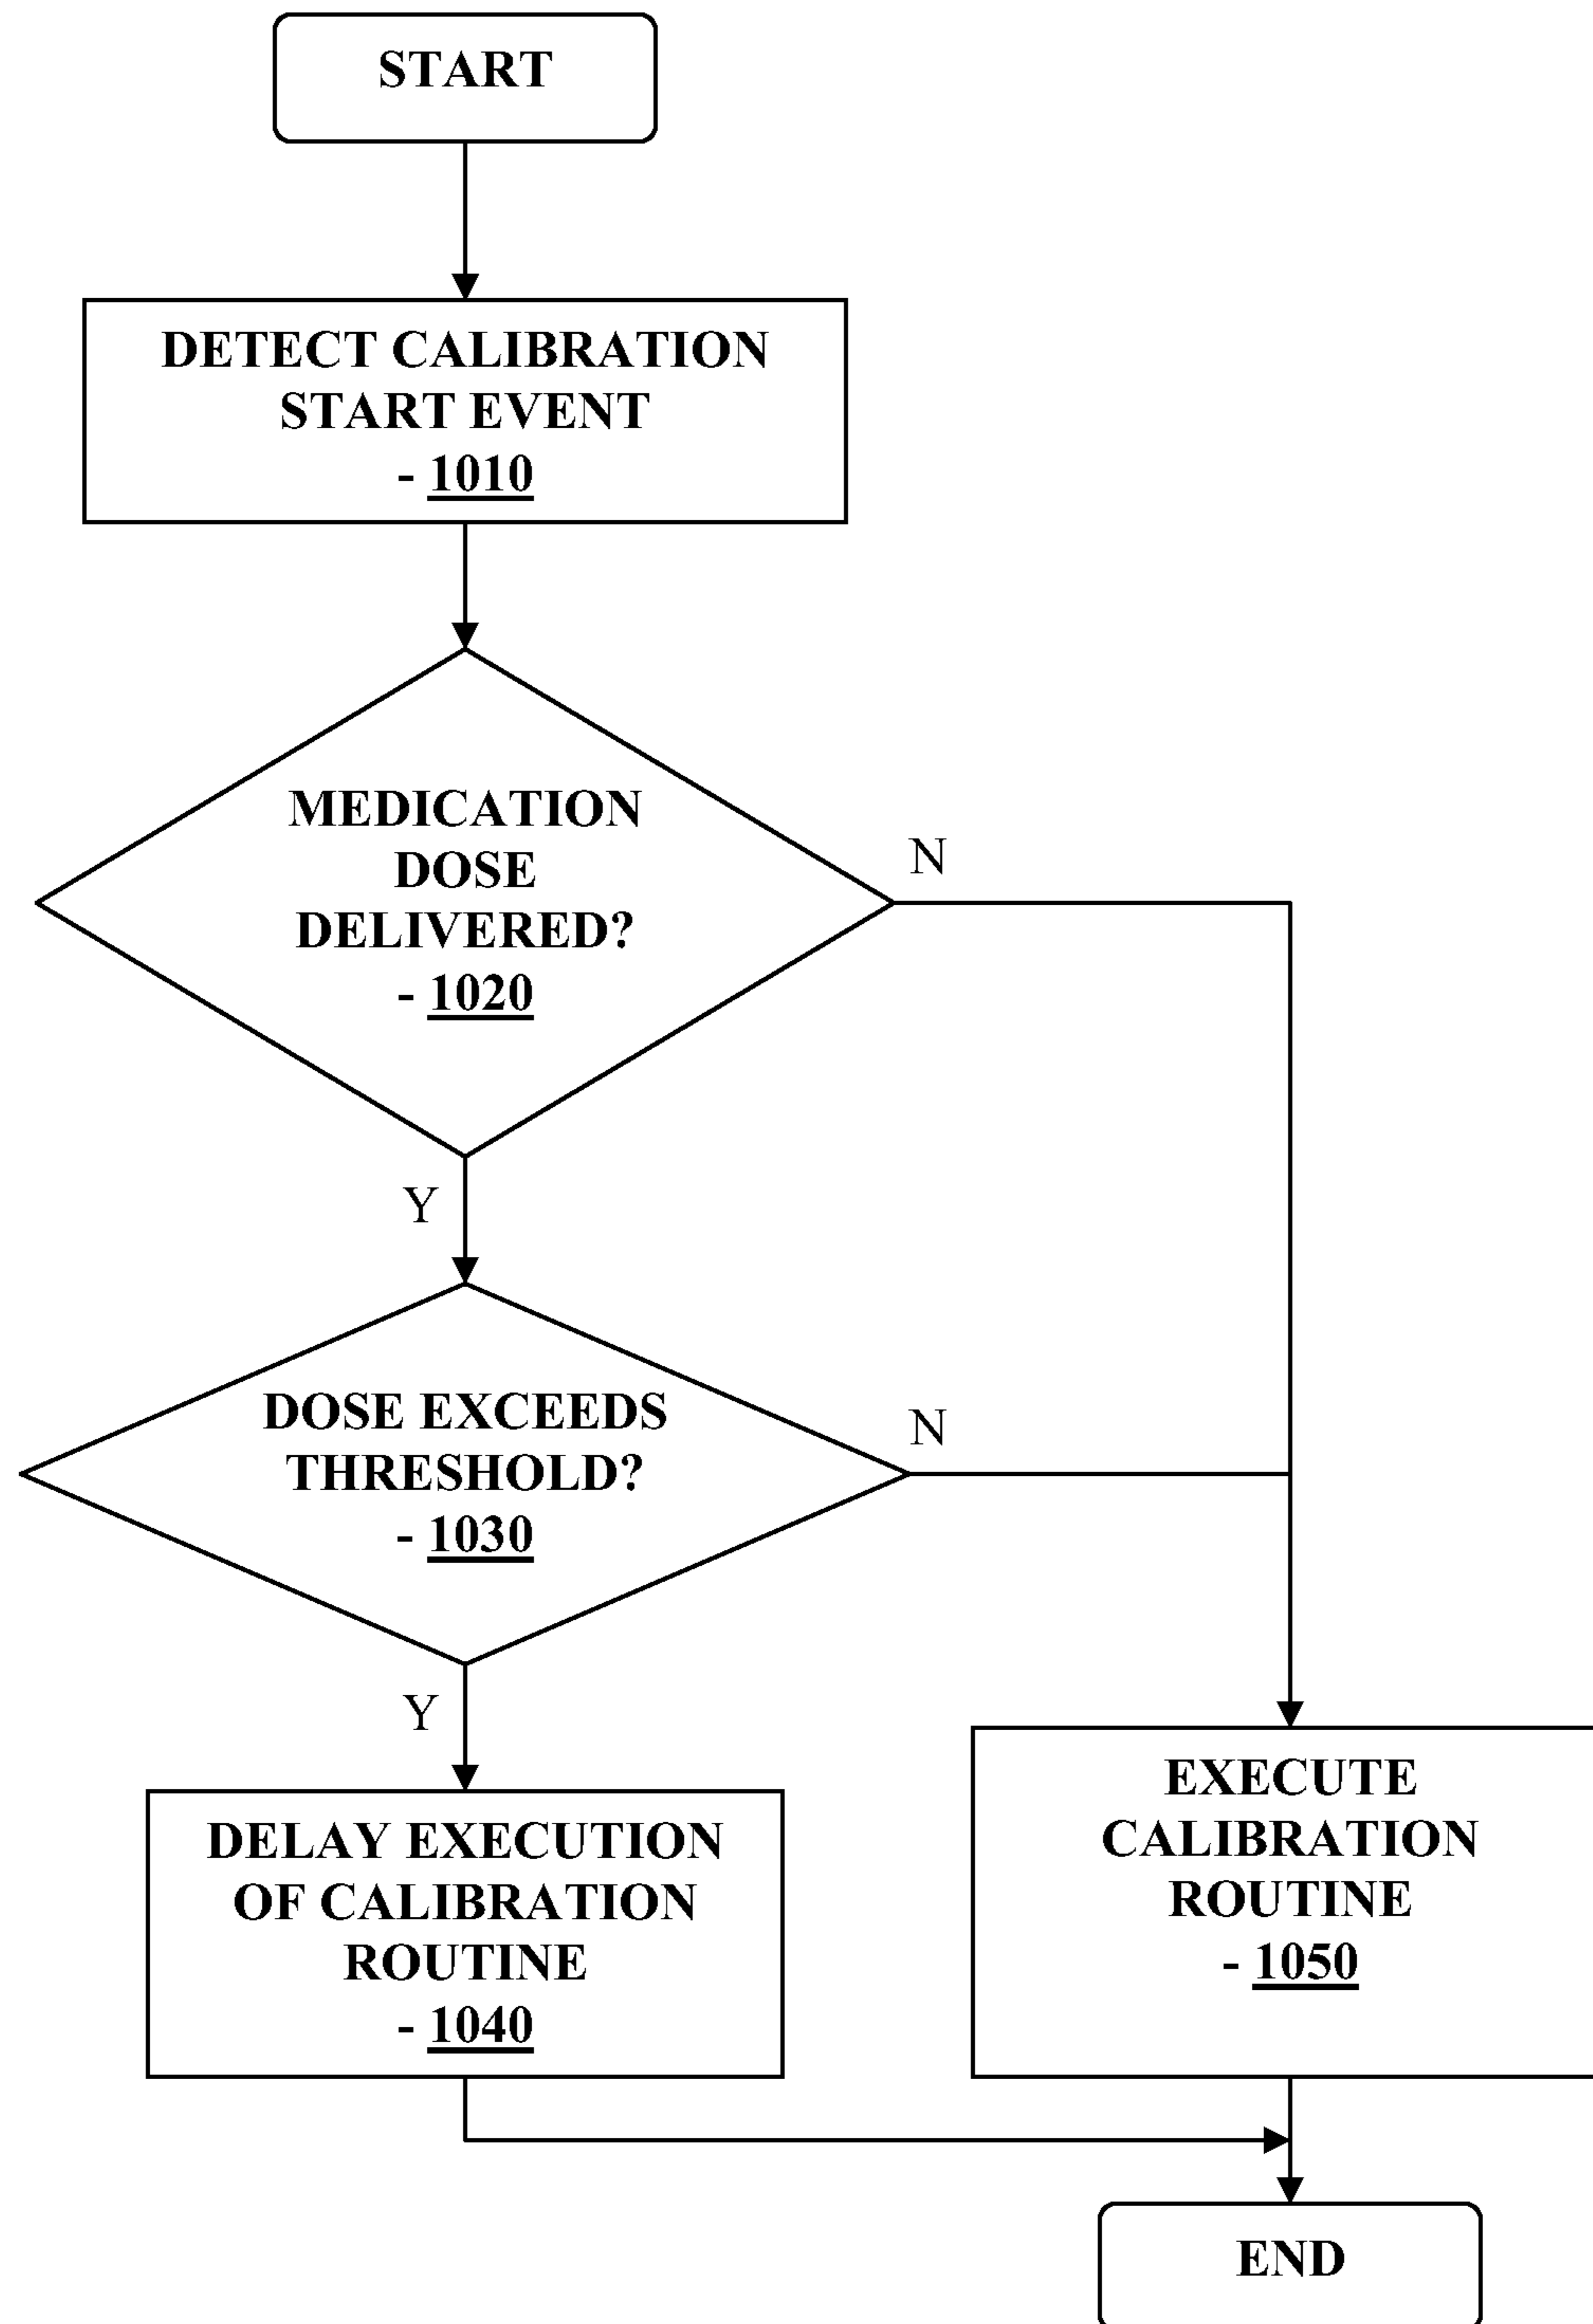 START
DETECT CALIBRATION
START EVENT
- 1010
MEDICATION
DOSE
DELIVERED?
- 1020
N
Y
DOSE EXCEEDS
THRESHOLD?
- 1030
N
Y
DELAY EXECUTION
OF CALIBRATION
ROUTINE
- 1040
EXECUTE
CALIBRATION
ROUTINE
- 1050
END